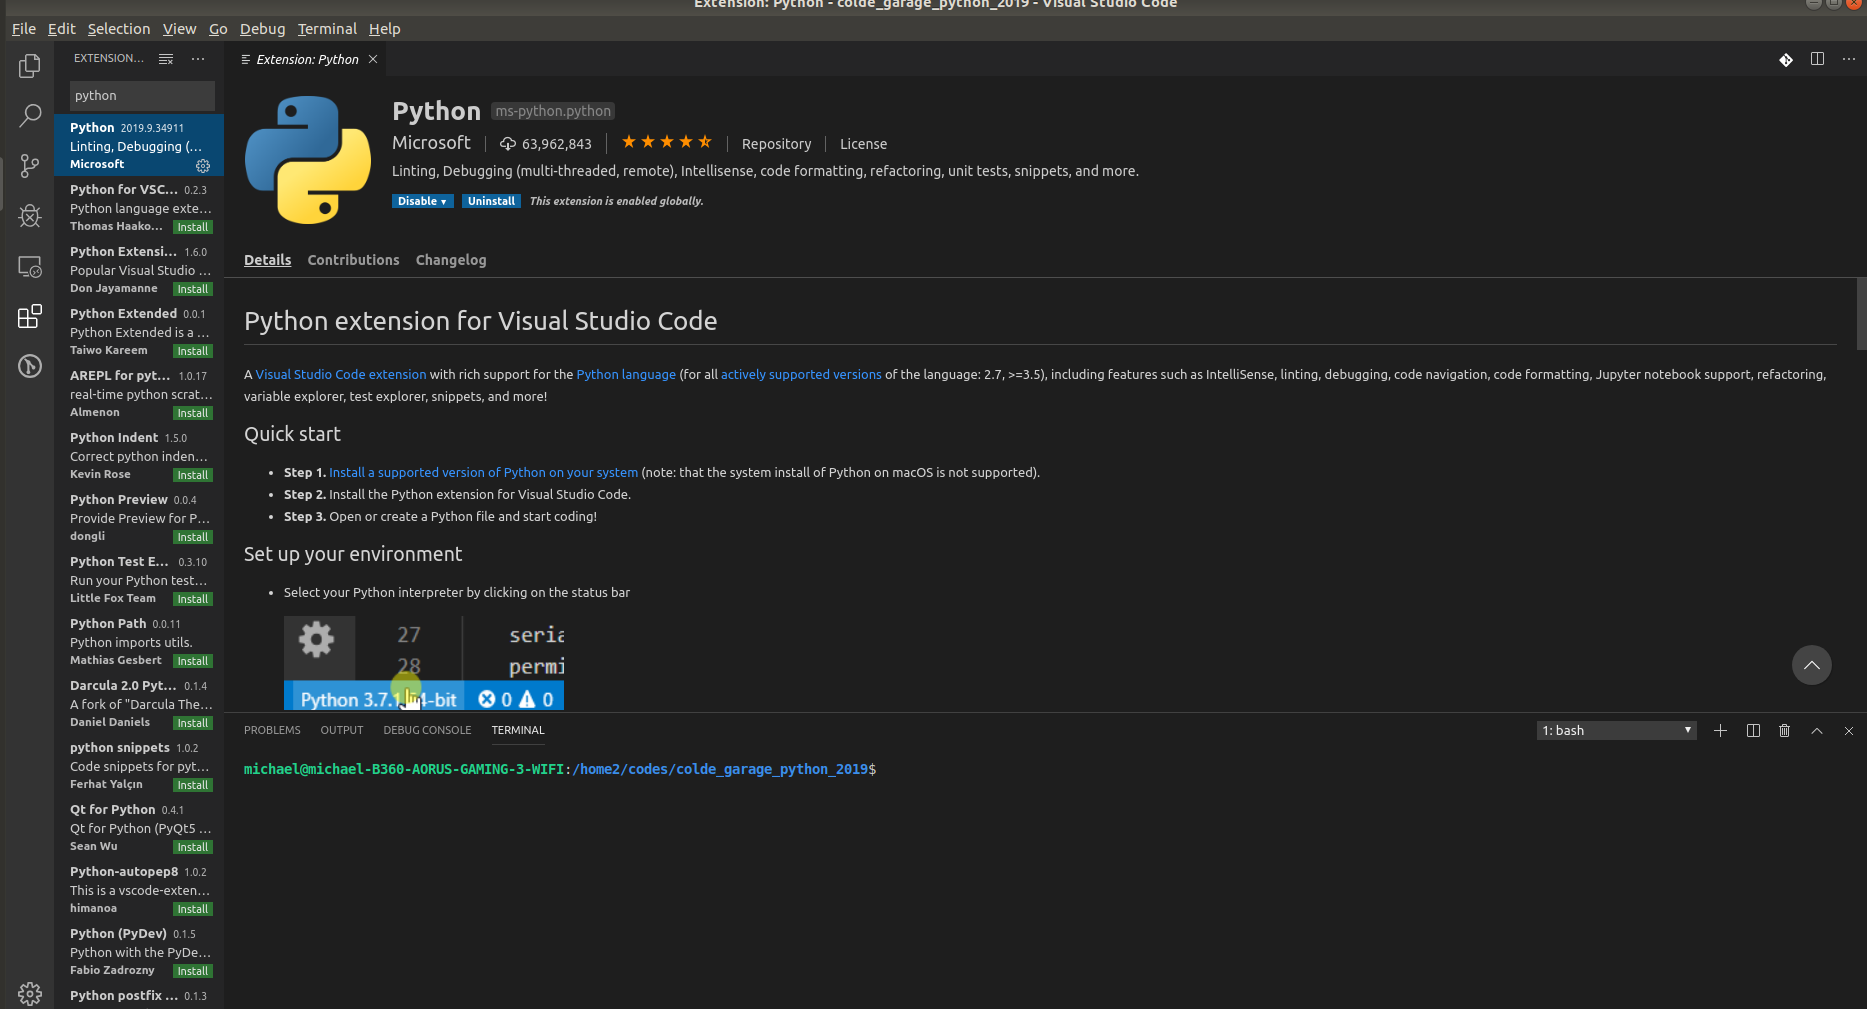 Extension: Python - colde_garage_python_2019 - Visual Studio Code
File Edit Selection View Go Debug Terminal Help
EXTENSION...
python
Python 2019.9.34911
Linting, Debugging (...
Microsoft
Python for VSC... 0.2.3
Python language exte...
Thomas Haako... Install
Python Extensi... 1.6.0
Popular Visual Studio ...
Don Jayamanne Install
Python Extended 0.0.1
Python Extended is a ...
Taiwo Kareem Install
AREPL for pyt... 1.0.17
real-time python scrat...
Almenon Install
Python Indent 1.5.0
Correct python inden...
Kevin Rose Install
Python Preview 0.0.4
Provide Preview for P...
dongli Install
Python Test E... 0.3.10
Run your Python test...
Little Fox Team Install
Python Path 0.0.11
Python imports utils.
Mathias Gesbert Install
Darcula 2.0 Pyt... 0.1.4
A fork of "Darcula The...
Daniel Daniels Install
python snippets 1.0.2
Code snippets for pyt...
Ferhat Yalçın Install
Qt for Python 0.4.1
Qt for Python (PyQt5 ...
Sean Wu Install
Python-autopep8 1.0.2
This is a vscode-exten...
himanoa Install
Python (PyDev) 0.1.5
Python with the PyDe...
Fabio Zadrozny Install
Python postfix ... 0.1.3
Extension: Python
Python ms-python.python
Microsoft 63,962,843 Repository License
Linting, Debugging (multi-threaded, remote), Intellisense, code formatting, refactoring, unit tests, snippets, and more.
Disable Uninstall This extension is enabled globally.
Details Contributions Changelog
Python extension for Visual Studio Code
A Visual Studio Code extension with rich support for the Python language (for all actively supported versions of the language: 2.7, >=3.5), including features such as IntelliSense, linting, debugging, code navigation, code formatting, Jupyter notebook support, refactoring,
variable explorer, test explorer, snippets, and more!
Quick start
• Step 1. Install a supported version of Python on your system (note: that the system install of Python on macOS is not supported).
• Step 2. Install the Python extension for Visual Studio Code.
• Step 3. Open or create a Python file and start coding!
Set up your environment
• Select your Python interpreter by clicking on the status bar
27 seria
28 permi
Python 3.7.1 -bit 0 0
PROBLEMS OUTPUT DEBUG CONSOLE TERMINAL 1: bash
michael@michael-B360-AORUS-GAMING-3-WIFI:/home2/codes/colde_garage_python_2019$